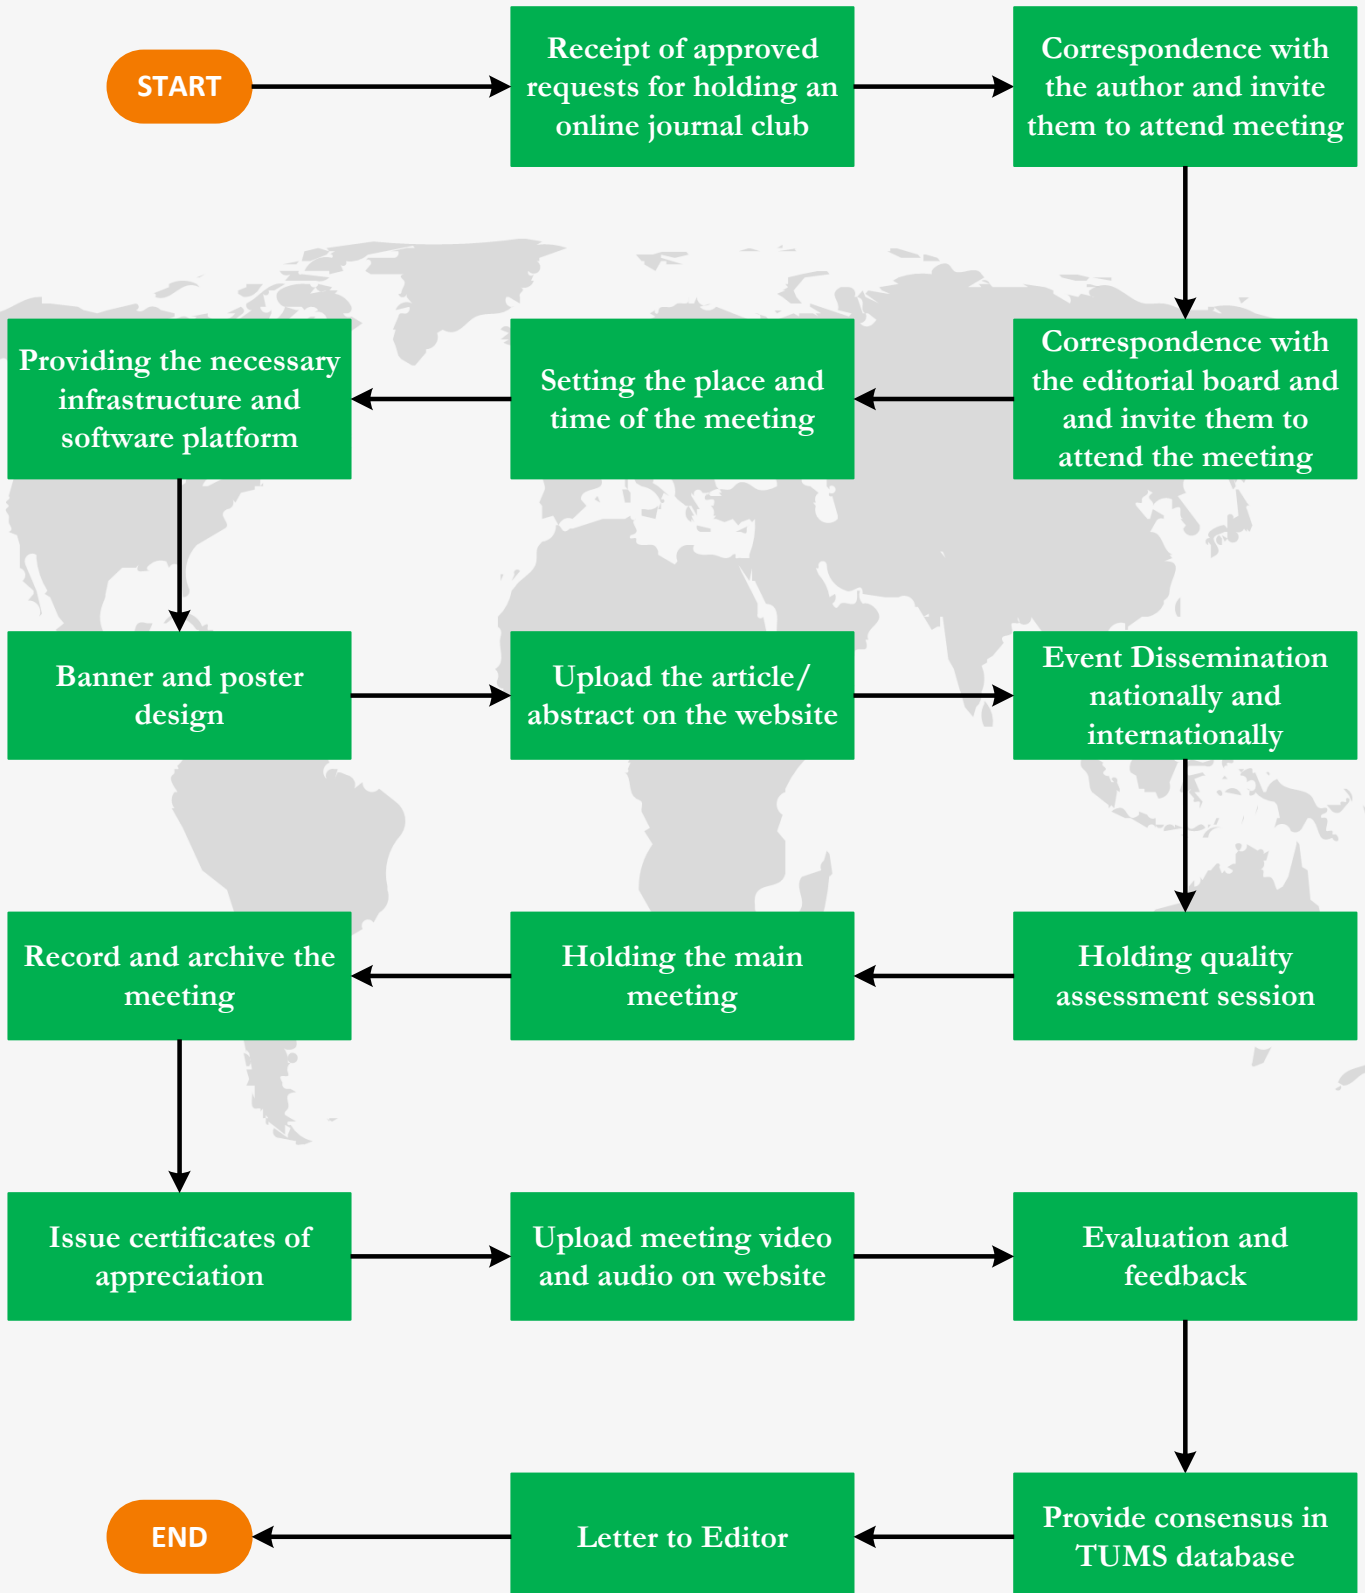 START
Receipt of approved
requests for holding an
online journal club
Correspondence with
the author and invite
them to attend meeting
Correspondence with
the editorial board and
and invite them to
attend the meeting
Setting the place and
time of the meeting
Providing the necessary
infrastructure and
software platform
Banner and poster
design
Upload the article/
abstract on the website
Event Dissemination
nationally and
internationally
Holding quality
assessment session
Holding the main
meeting
Record and archive the
meeting
Issue certificates of
appreciation
Upload meeting video
and audio on website
Evaluation and
feedback
Provide consensus in
TUMS database
Letter to Editor
END